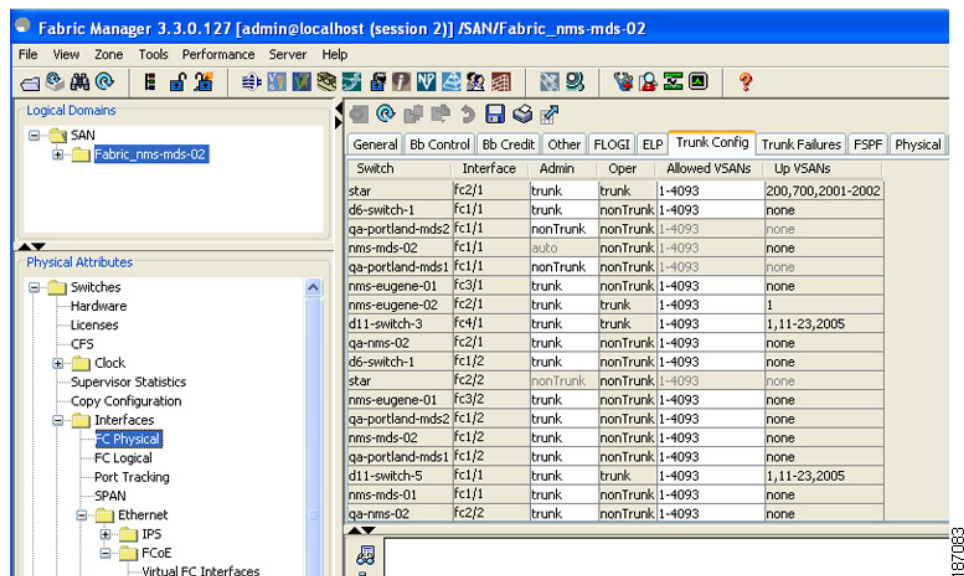 Fabric Manager 3.3.0.127 [admin@localhost (session 2)] /SAN/Fabric_nms-mds-02
File View Zone Tools Performance Server Help
Logical Domains
SAN
Fabric_nms-mds-02
Physical Attributes
Switches
Hardware
Licenses
CFS
Clock
Supervisor Statistics
Copy Configuration
Interfaces
FC Physical
FC Logical
Port Tracking
SPAN
Ethernet
IPS
FCoE
Virtual FC Interfaces
General Bb Control Bb Credit Other FLOGI ELP Trunk Config Trunk Failures FSPF Physical
Switch Interface Admin Oper Allowed VSANs Up VSANs
star fc2/1 trunk trunk 1-4093 200,700,2001-2002
d6-switch-1 fc1/1 trunk nonTrunk 1-4093 none
qa-portland-mds2 fc1/1 nonTrunk nonTrunk 1-4093 none
nms-mds-02 fc1/1 auto nonTrunk 1-4093 none
qa-portland-mds1 fc1/1 nonTrunk nonTrunk 1-4093 none
nms-eugene-01 fc3/1 trunk nonTrunk 1-4093 none
nms-eugene-02 fc2/1 trunk trunk 1-4093 1
d11-switch-3 fc4/1 trunk trunk 1-4093 1,11-23,2005
qa-nms-02 fc2/1 trunk nonTrunk 1-4093 none
d6-switch-1 fc1/2 trunk nonTrunk 1-4093 none
star fc2/2 nonTrunk nonTrunk 1-4093 none
nms-eugene-01 fc3/2 trunk nonTrunk 1-4093 none
qa-portland-mds2 fc1/2 trunk nonTrunk 1-4093 none
nms-mds-02 fc1/2 trunk nonTrunk 1-4093 none
qa-portland-mds1 fc1/2 trunk nonTrunk 1-4093 none
d11-switch-5 fc1/1 trunk trunk 1-4093 1,11-23,2005
nms-mds-01 fc1/1 trunk nonTrunk 1-4093 none
qa-nms-02 fc2/2 trunk nonTrunk 1-4093 none
187083